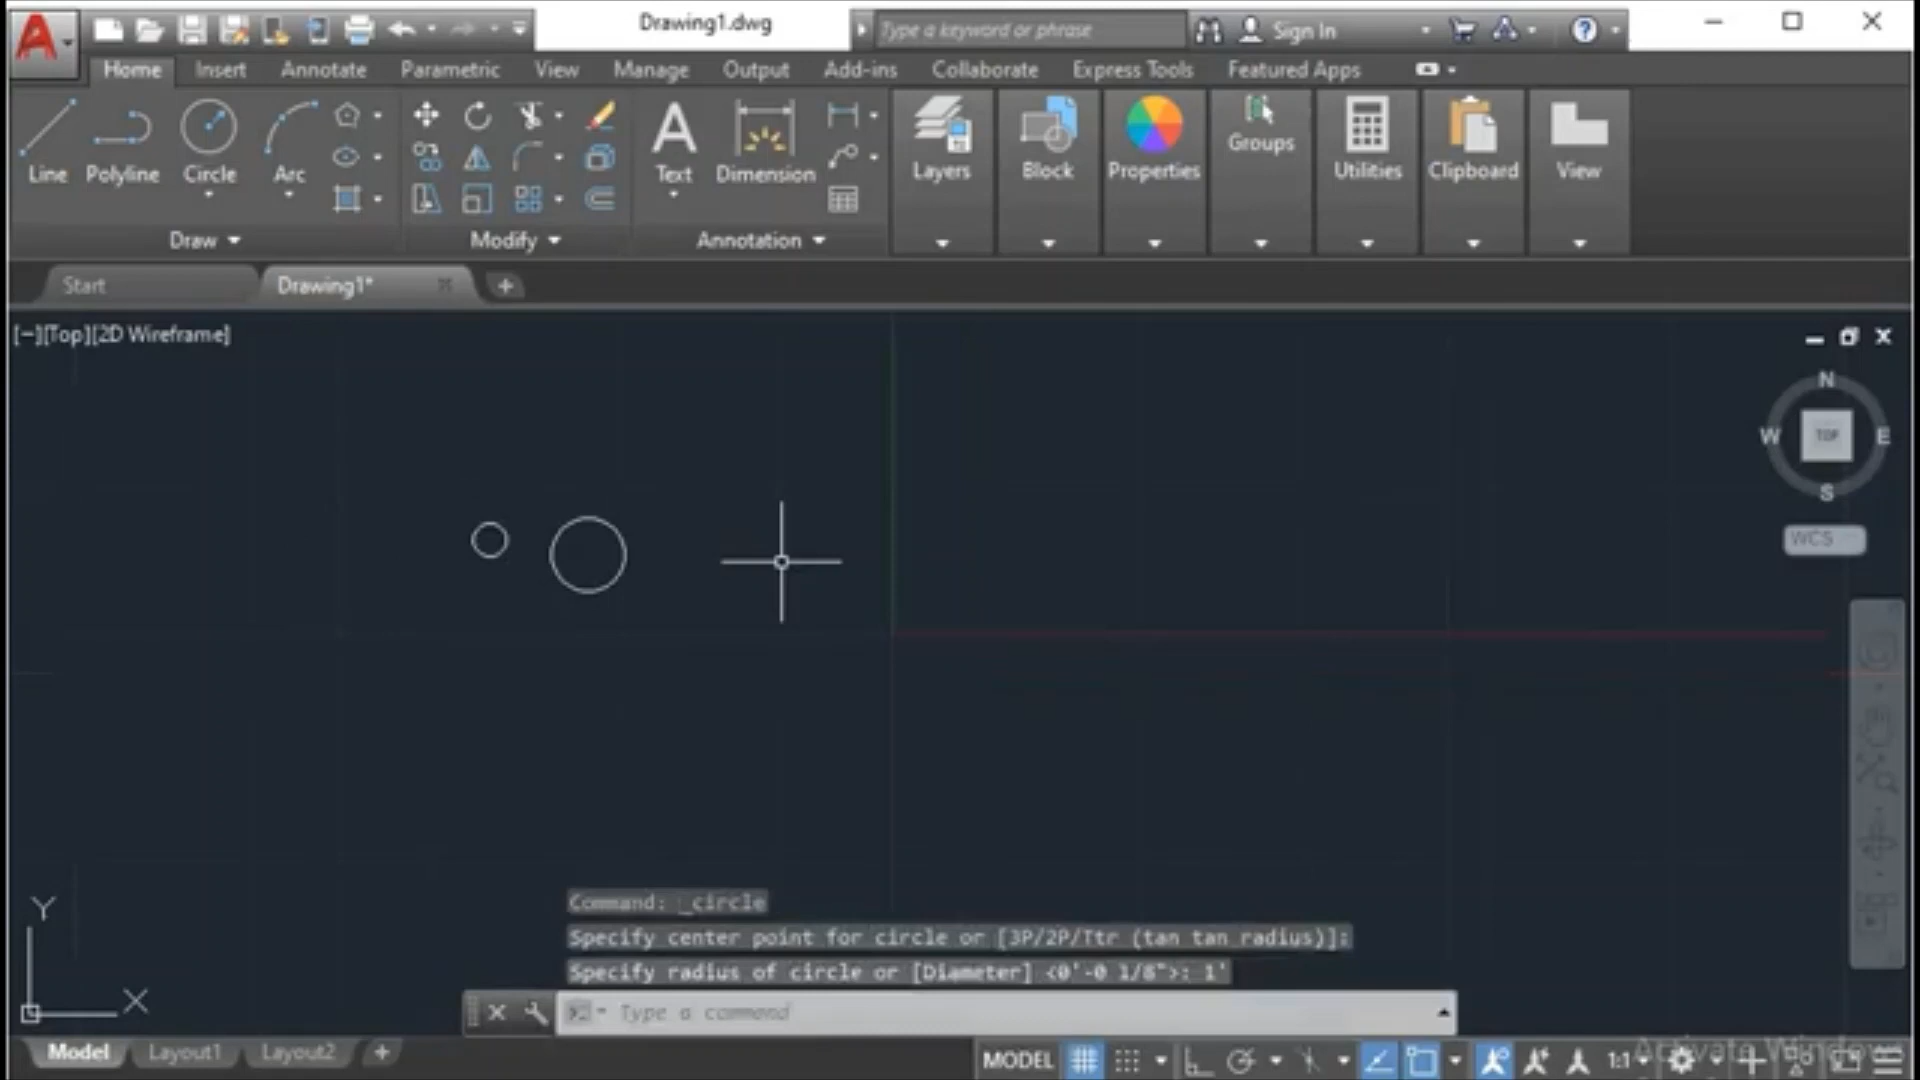 Drawing1.dwg
Type a keyword or phrase
Sign In
Home Insert Annotate Parametric View Manage Output Add-ins Collaborate Express Tools Featured Apps
Line Polyline Circle Arc
Text Dimension
Layers Block Properties Groups Utilities Clipboard View
Draw Modify Annotation
Start Drawing1*
[−][Top][2D Wireframe]
N
W TOP E
S
WCS
Y
X
Command: _circle
Specify center point for circle or [3P/2P/Ttr (tan tan radius)]:
Specify radius of circle or [Diameter] <0'-0 1/8">: 1'
Type a command
Model Layout1 Layout2
MODEL 1:1
Activate Windows